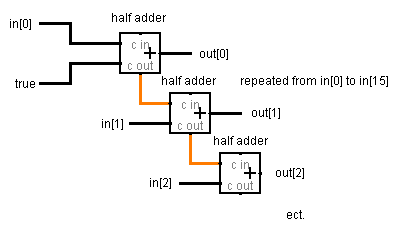 half adder
in[0]
c in
out[0]
c out
true
half adder
repeated from in[0] to in[15]
c in
out[1]
in[1]
c out
half adder
c in
out[2]
in[2]
c out
ect.